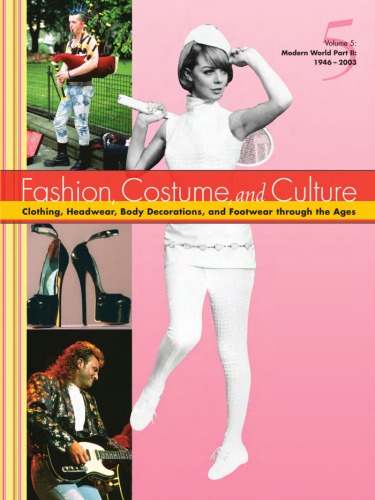 5
Volume 5:
Modern World Part II:
1946–2003
Fashion, Costume, and Culture
Clothing, Headwear, Body Decorations, and Footwear through the Ages